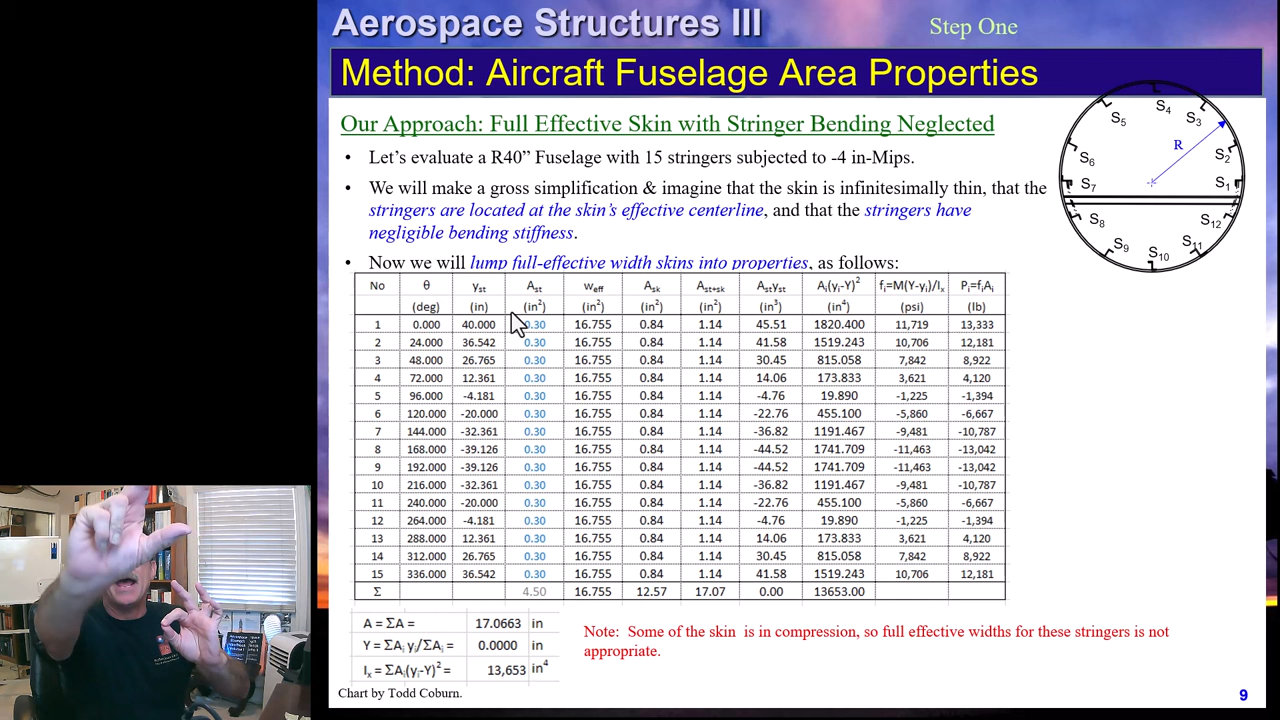 Aerospace Structures III
Step One
Method: Aircraft Fuselage Area Properties
Our Approach: Full Effective Skin with Stringer Bending Neglected
• Let's evaluate a R40” Fuselage with 15 stringers subjected to -4 in-Mips.
• We will make a gross simplification & imagine that the skin is infinitesimally thin, that the
stringers are located at the skin's effective centerline, and that the stringers have
negligible bending stiffness.
• Now we will lump full-effective width skins into properties, as follows:
S4
S5
S3
R
S6
S2
S7
S1
S8
S12
S9
S11
S10
No θ yst Ast weff Ask Ast+sk Astyst Ai(yi-Y)² fi=M(Y-yi)/Ix Pi=fiAi
(deg) (in) (in²) (in²) (in²) (in²) (in³) (in⁴) (psi) (lb)
1 0.000 40.000 0.30 16.755 0.84 1.14 45.51 1820.400 11,719 13,333
2 24.000 36.542 0.30 16.755 0.84 1.14 41.58 1519.243 10,706 12,181
3 48.000 26.765 0.30 16.755 0.84 1.14 30.45 815.058 7,842 8,922
4 72.000 12.361 0.30 16.755 0.84 1.14 14.06 173.833 3,621 4,120
5 96.000 -4.181 0.30 16.755 0.84 1.14 -4.76 19.890 -1,225 -1,394
6 120.000 -20.000 0.30 16.755 0.84 1.14 -22.76 455.100 -5,860 -6,667
7 144.000 -32.361 0.30 16.755 0.84 1.14 -36.82 1191.467 -9,481 -10,787
8 168.000 -39.126 0.30 16.755 0.84 1.14 -44.52 1741.709 -11,463 -13,042
9 192.000 -39.126 0.30 16.755 0.84 1.14 -44.52 1741.709 -11,463 -13,042
10 216.000 -32.361 0.30 16.755 0.84 1.14 -36.82 1191.467 -9,481 -10,787
11 240.000 -20.000 0.30 16.755 0.84 1.14 -22.76 455.100 -5,860 -6,667
12 264.000 -4.181 0.30 16.755 0.84 1.14 -4.76 19.890 -1,225 -1,394
13 288.000 12.361 0.30 16.755 0.84 1.14 14.06 173.833 3,621 4,120
14 312.000 26.765 0.30 16.755 0.84 1.14 30.45 815.058 7,842 8,922
15 336.000 36.542 0.30 16.755 0.84 1.14 41.58 1519.243 10,706 12,181
Σ 4.50 16.755 12.57 17.07 0.00 13653.00
A = ΣA = 17.0663 in
Y = ΣAi yi/ΣAi = 0.0000 in
Ix = ΣAi(yi-Y)² = 13,653 in⁴
Note: Some of the skin is in compression, so full effective widths for these stringers is not
appropriate.
Chart by Todd Coburn.
9
Aerospace